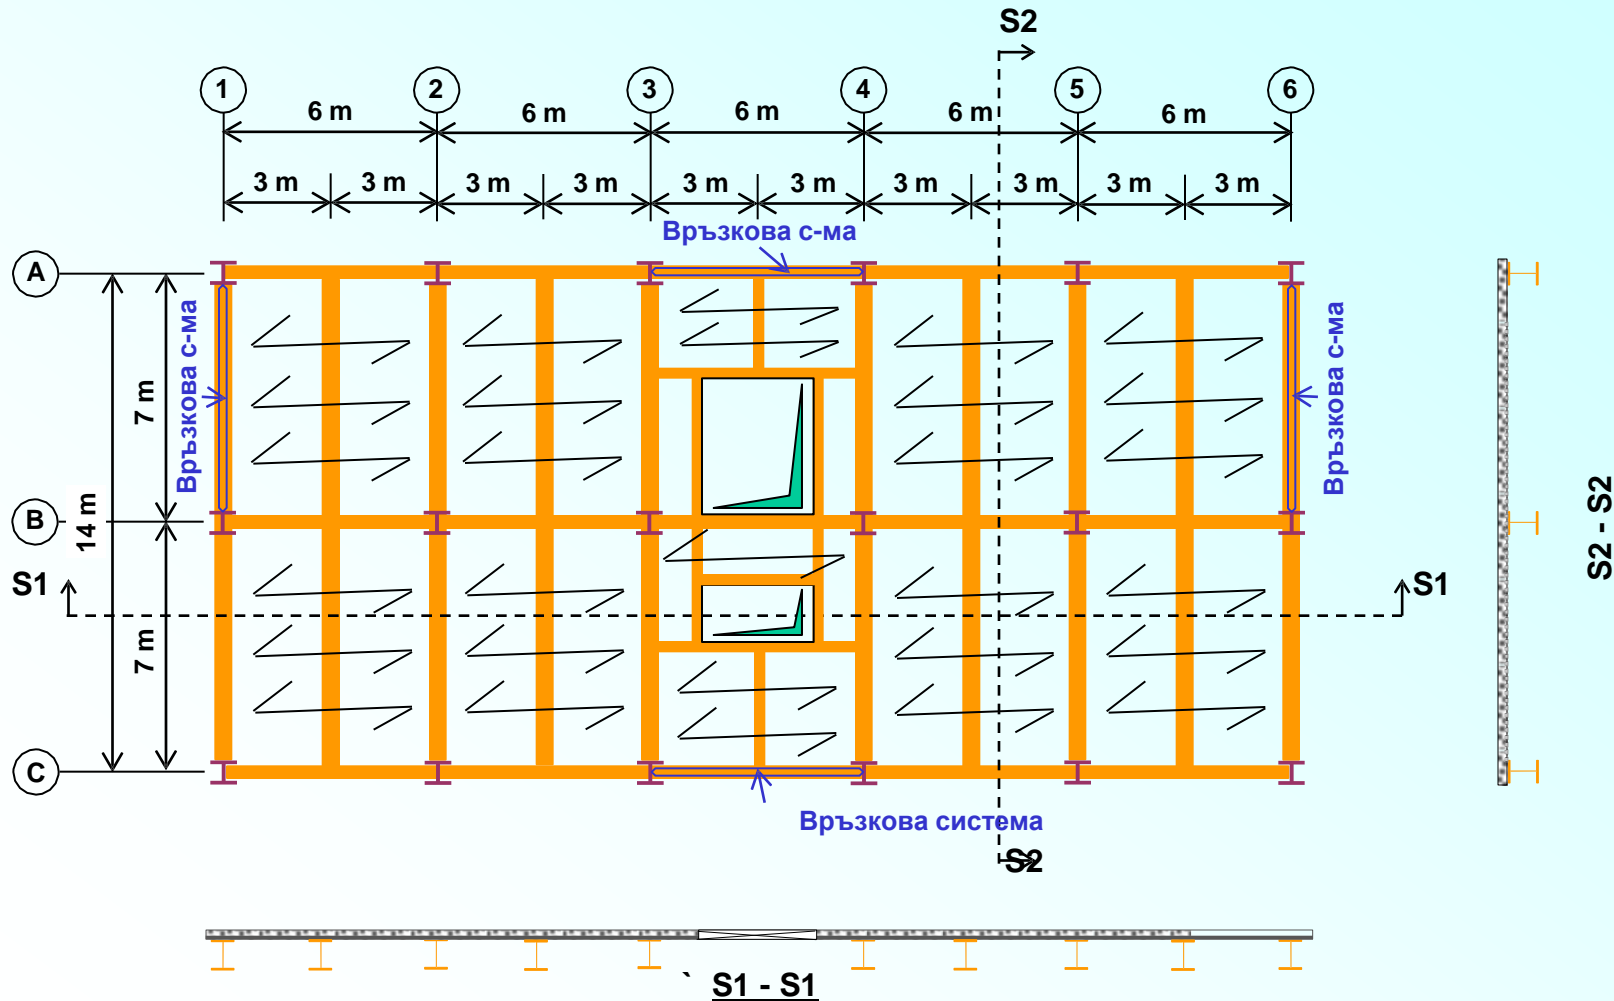 S2
1
2
3
4
5
6
6 m
6 m
6 m
6 m
6 m
3 m
3 m
3 m
3 m
3 m
3 m
3 m
3 m
3 m
3 m
Връзкова с-ма
A
Връзкова с-ма
Връзкова с-ма
7 m
14 m
B
S1
S1
7 m
C
Връзкова система
S2
S2 - S2
` S1 - S1